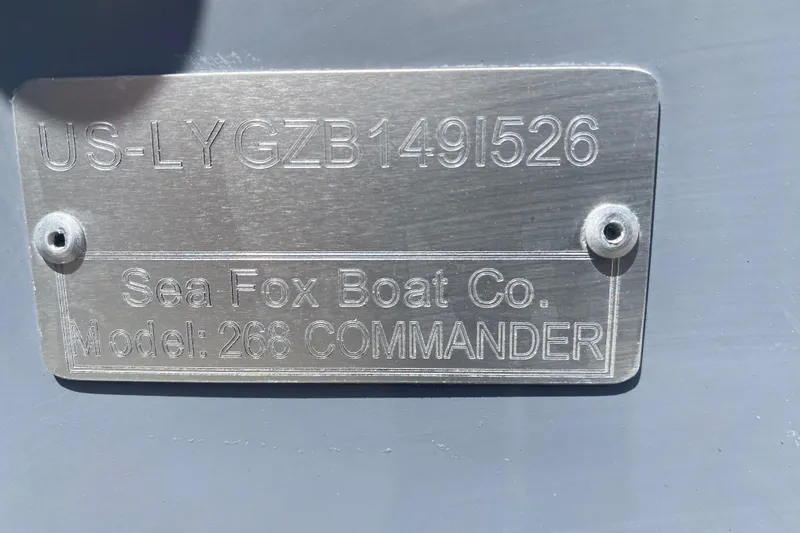 US-LYGZB149I526
Sea Fox Boat Co.
Model: 268 COMMANDER